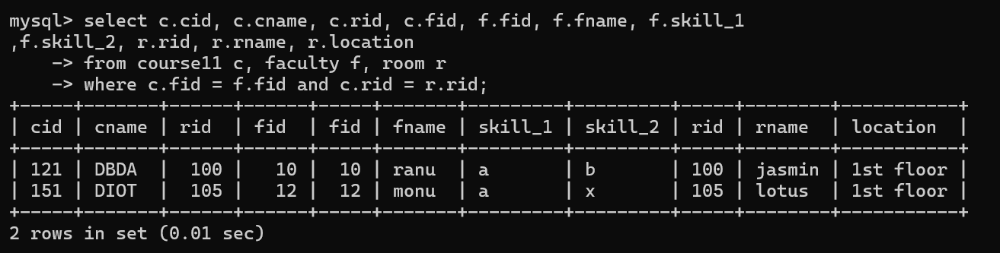 mysql> select c.cid, c.cname, c.rid, c.fid, f.fid, f.fname, f.skill_1
,f.skill_2, r.rid, r.rname, r.location
    -> from course11 c, faculty f, room r
    -> where c.fid = f.fid and c.rid = r.rid;
+-----+-------+------+------+-----+-------+---------+---------+-----+--------+-----------+
| cid | cname | rid  | fid  | fid | fname | skill_1 | skill_2 | rid | rname  | location  |
+-----+-------+------+------+-----+-------+---------+---------+-----+--------+-----------+
| 121 | DBDA  |  100 |   10 |  10 | ranu  | a       | b       | 100 | jasmin | 1st floor |
| 151 | DIOT  |  105 |   12 |  12 | monu  | a       | x       | 105 | lotus  | 1st floor |
+-----+-------+------+------+-----+-------+---------+---------+-----+--------+-----------+
2 rows in set (0.01 sec)